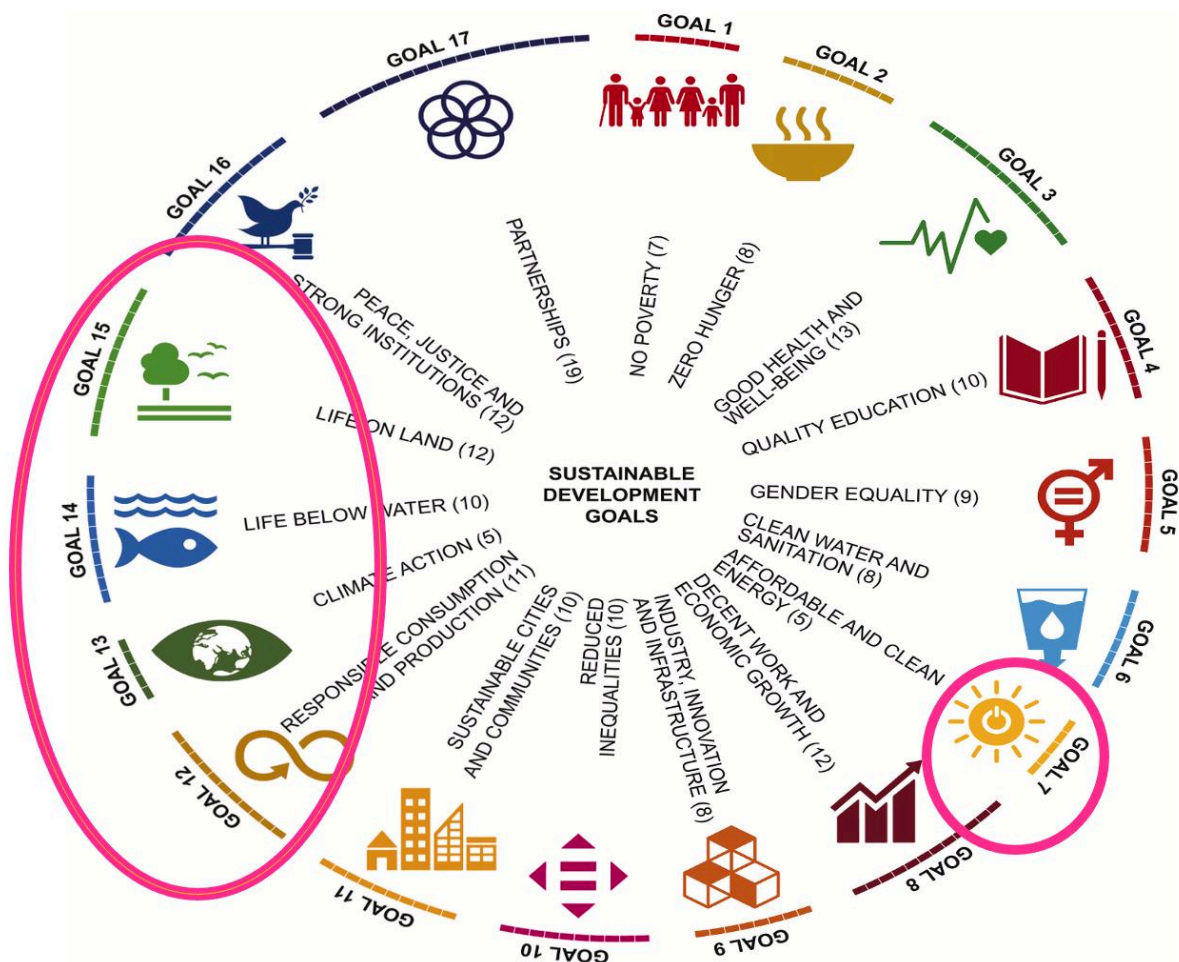 GOAL 1
GOAL 2
GOAL 3
GOAL 4
GOAL 5
GOAL 6
GOAL 7
GOAL 8
GOAL 9
GOAL 10
GOAL 11
GOAL 12
GOAL 13
GOAL 14
GOAL 15
GOAL 16
GOAL 17
SUSTAINABLE
DEVELOPMENT
GOALS
NO POVERTY (7)
ZERO HUNGER (8)
GOOD HEALTH AND
WELL-BEING (13)
QUALITY EDUCATION (10)
GENDER EQUALITY (9)
CLEAN WATER AND
SANITATION (8)
AFFORDABLE AND CLEAN
ENERGY (5)
DECENT WORK AND
ECONOMIC GROWTH (12)
INDUSTRY, INNOVATION
AND INFRASTRUCTURE (8)
REDUCED
INEQUALITIES (10)
SUSTAINABLE CITIES
AND COMMUNITIES (10)
RESPONSIBLE CONSUMPTION
AND PRODUCTION (11)
CLIMATE ACTION (5)
LIFE BELOW WATER (10)
LIFE ON LAND (12)
PEACE, JUSTICE AND
STRONG INSTITUTIONS (12)
PARTNERSHIPS (19)